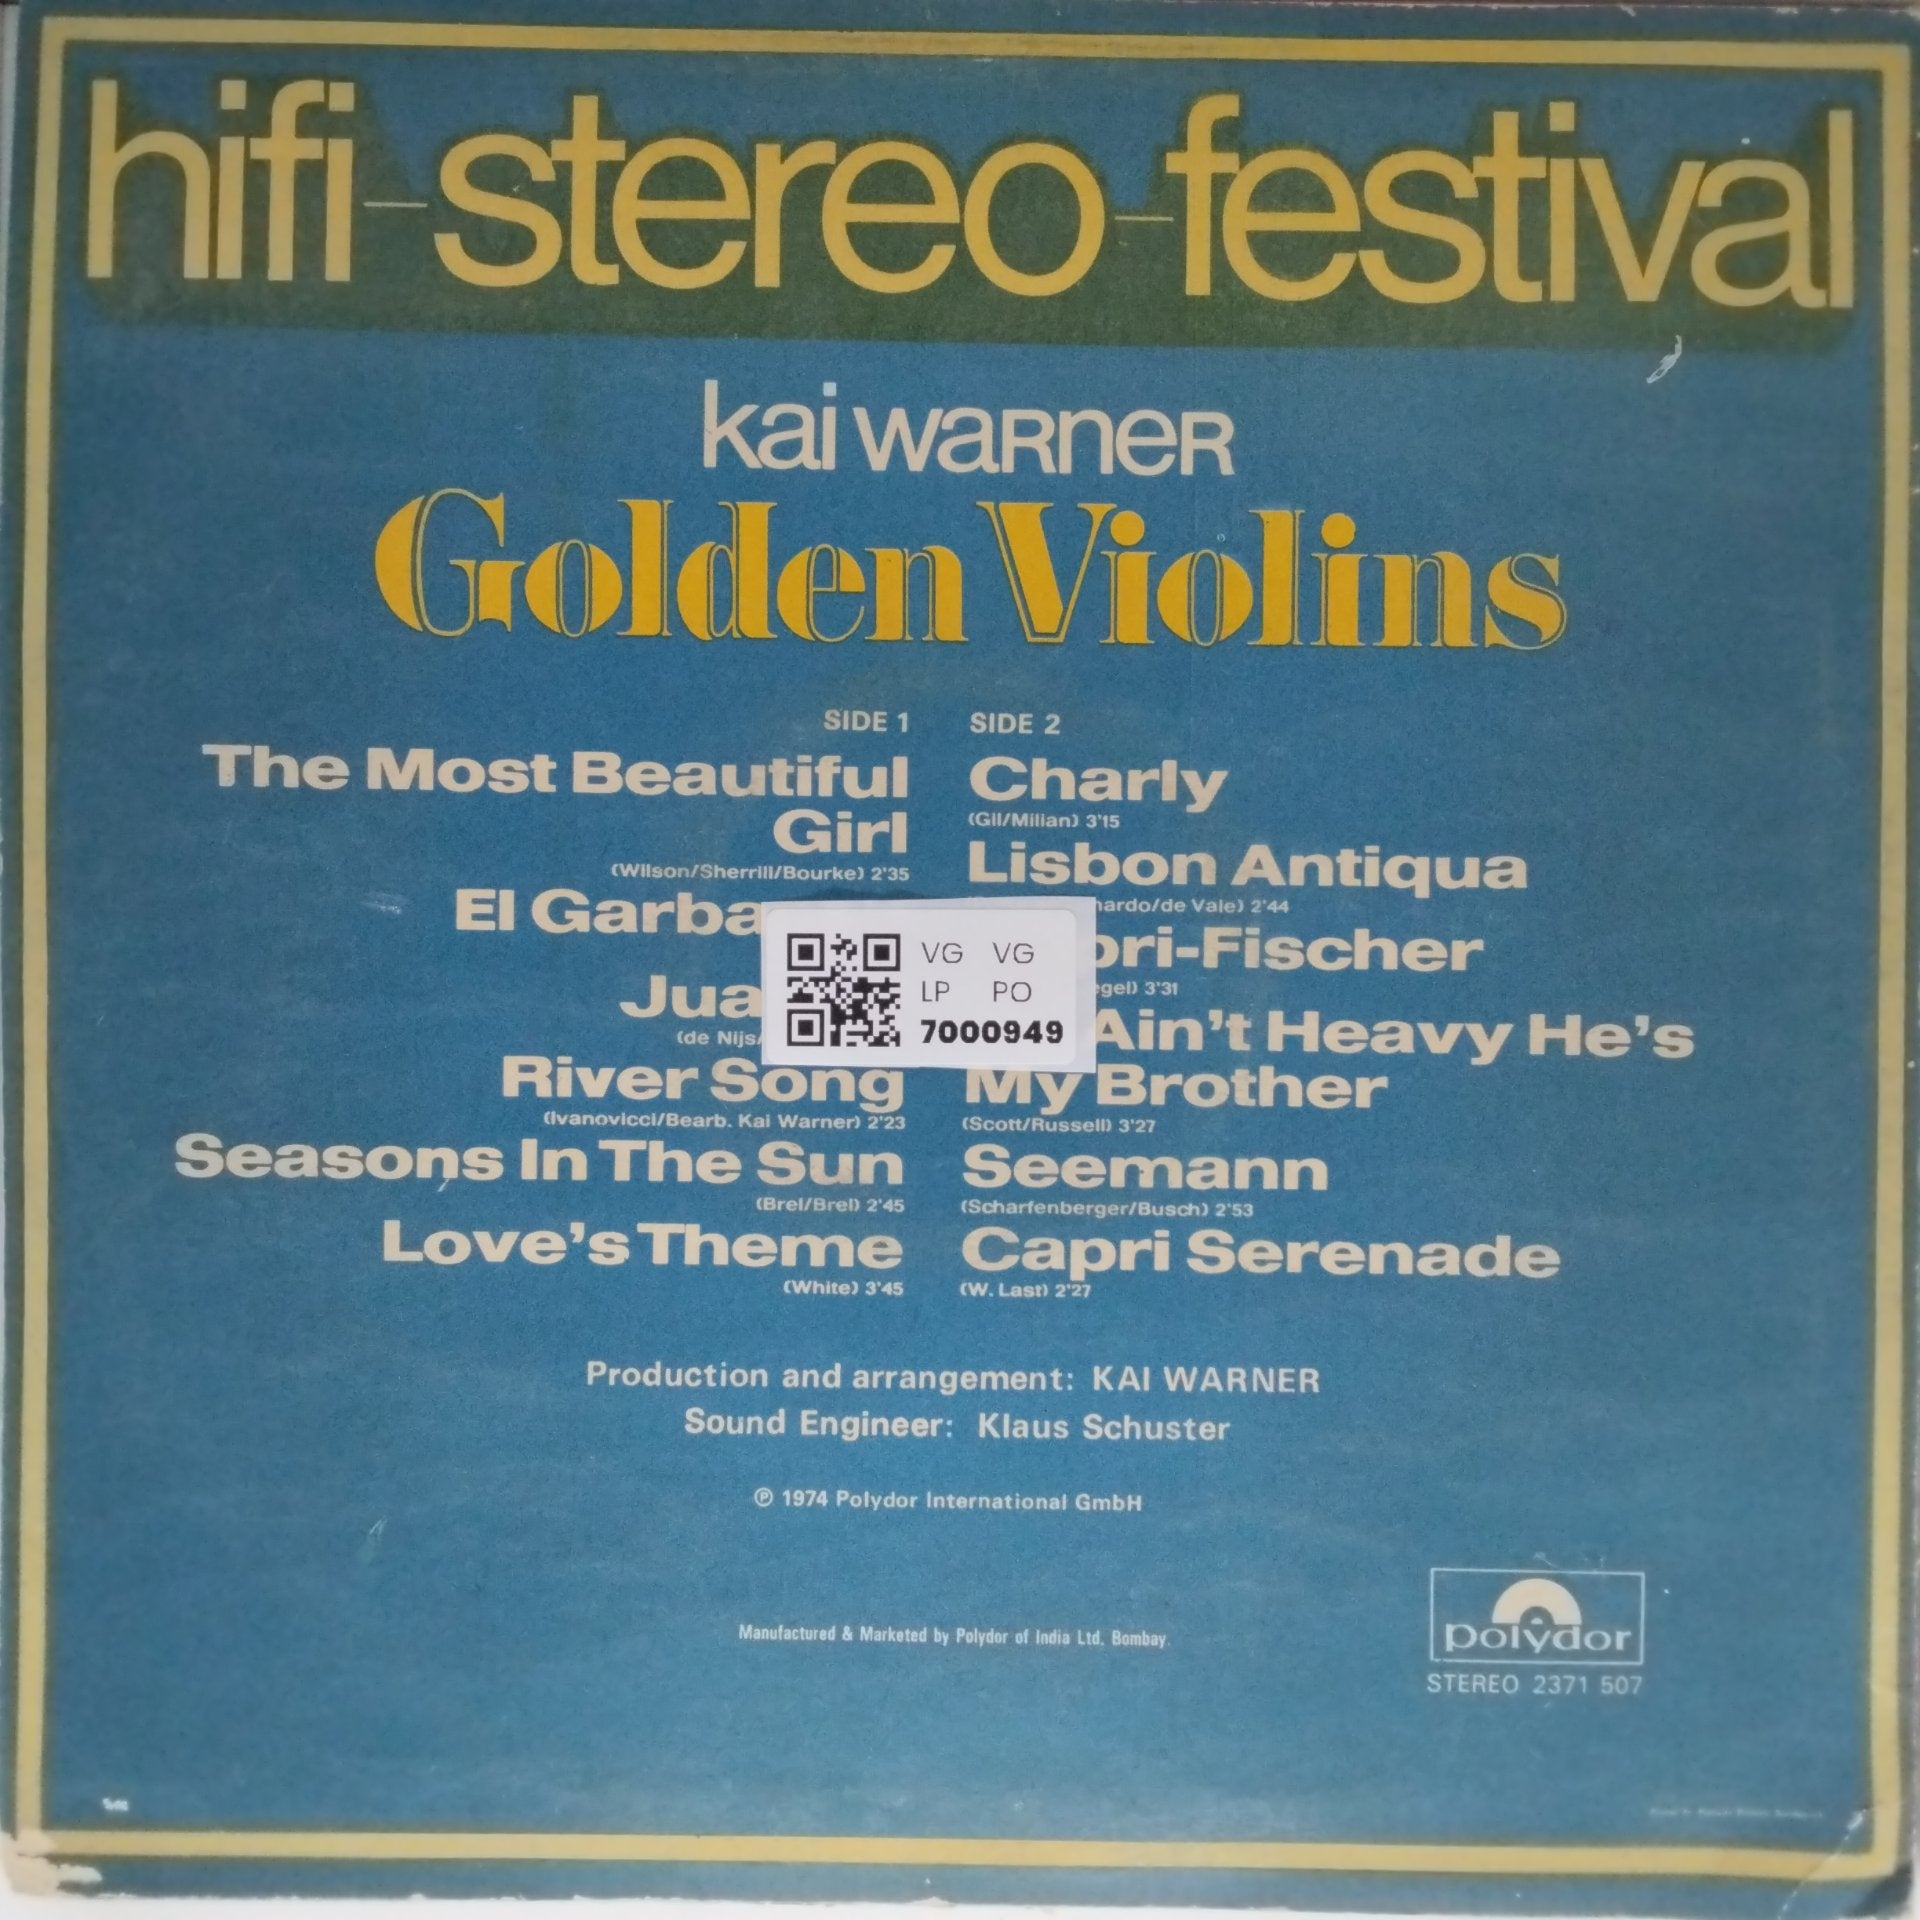 hifi-stereo-festival
kai warner
Golden Violins
SIDE 1
The Most Beautiful
Girl
(Wilson/Sherrill/Bourke) 2'35
El Garba
Jua
(de Nijs/
River Song
(Ivanovicci/Bearb. Kai Warner) 2'23
Seasons In The Sun
(Brel/Brel) 2'45
Love's Theme
(White) 3'45
SIDE 2
Charly
(Gil/Milian) 3'15
Lisbon Antiqua
hardo/de Vale) 2'44
ori-Fischer
egel) 3'31
Ain't Heavy He's
My Brother
(Scott/Russell) 3'27
Seemann
(Scharfenberger/Busch) 2'53
Capri Serenade
(W. Last) 2'27
VG VG
LP PO
7000949
Production and arrangement: KAI WARNER
Sound Engineer: Klaus Schuster
℗ 1974 Polydor International GmbH
Manufactured & Marketed by Polydor of India Ltd. Bombay.
polydor
STEREO 2371 507